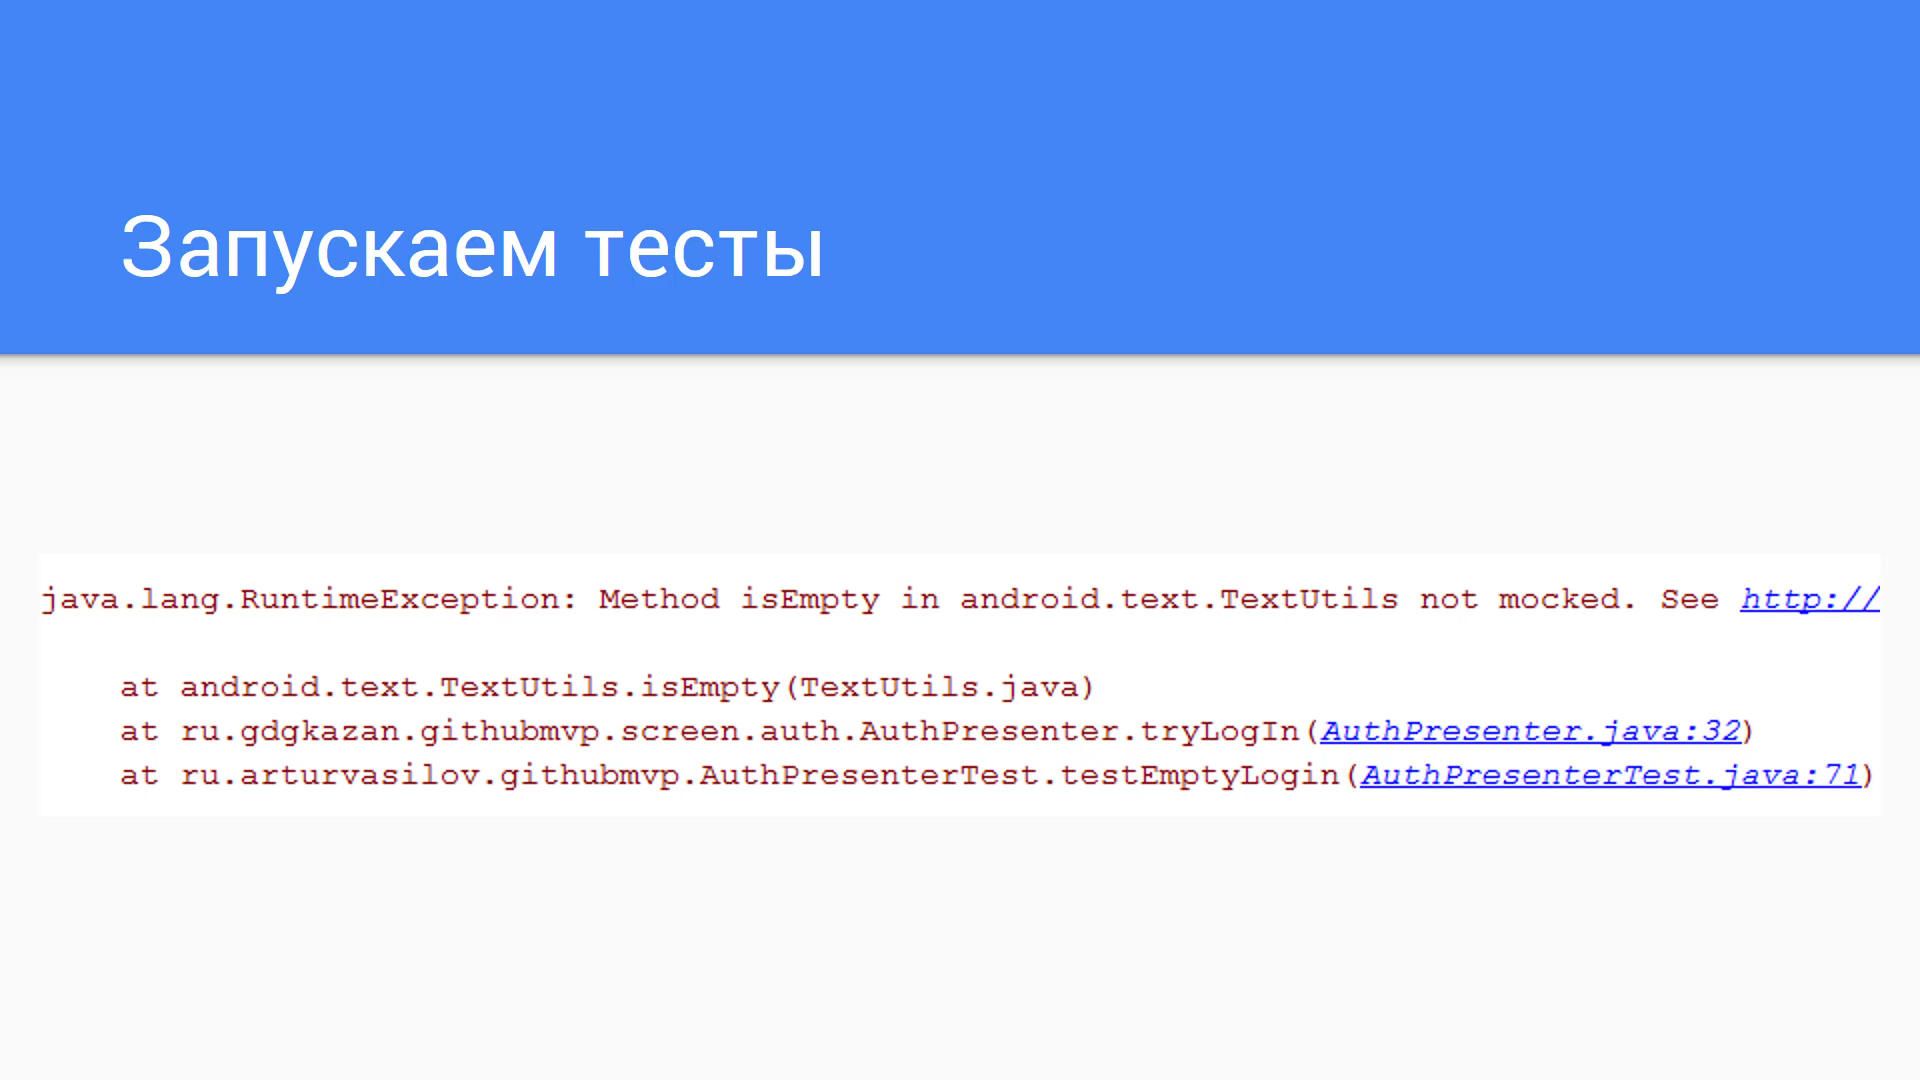 Запускаем тесты
java.lang.RuntimeException: Method isEmpty in android.text.TextUtils not mocked. See http://
at android.text.TextUtils.isEmpty(TextUtils.java)
at ru.gdgkazan.githubmvp.screen.auth.AuthPresenter.tryLogIn(AuthPresenter.java:32)
at ru.arturvasilov.githubmvp.AuthPresenterTest.testEmptyLogin(AuthPresenterTest.java:71)